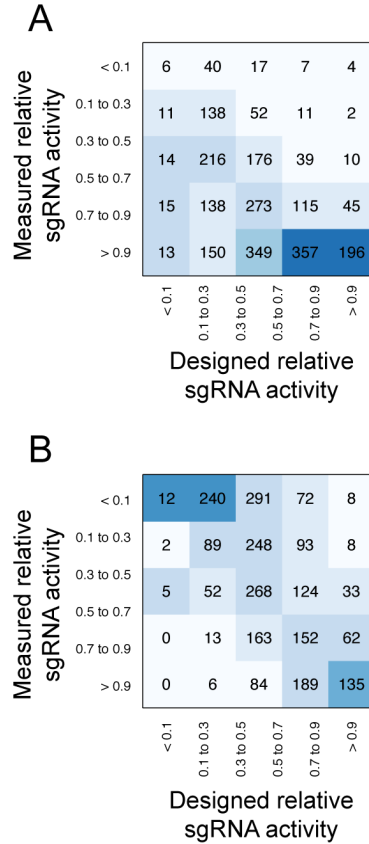 A
Measured relative
sgRNA activity
< 0.1
0.1 to 0.3
0.3 to 0.5
0.5 to 0.7
0.7 to 0.9
> 0.9
6 40 17 7 4
11 138 52 11 2
14 216 176 39 10
15 138 273 115 45
13 150 349 357 196
< 0.1
0.1 to 0.3
0.3 to 0.5
0.5 to 0.7
0.7 to 0.9
> 0.9
Designed relative
sgRNA activity
B
Measured relative
sgRNA activity
< 0.1
0.1 to 0.3
0.3 to 0.5
0.5 to 0.7
0.7 to 0.9
> 0.9
12 240 291 72 8
2 89 248 93 8
5 52 268 124 33
0 13 163 152 62
0 6 84 189 135
< 0.1
0.1 to 0.3
0.3 to 0.5
0.5 to 0.7
0.7 to 0.9
> 0.9
Designed relative
sgRNA activity